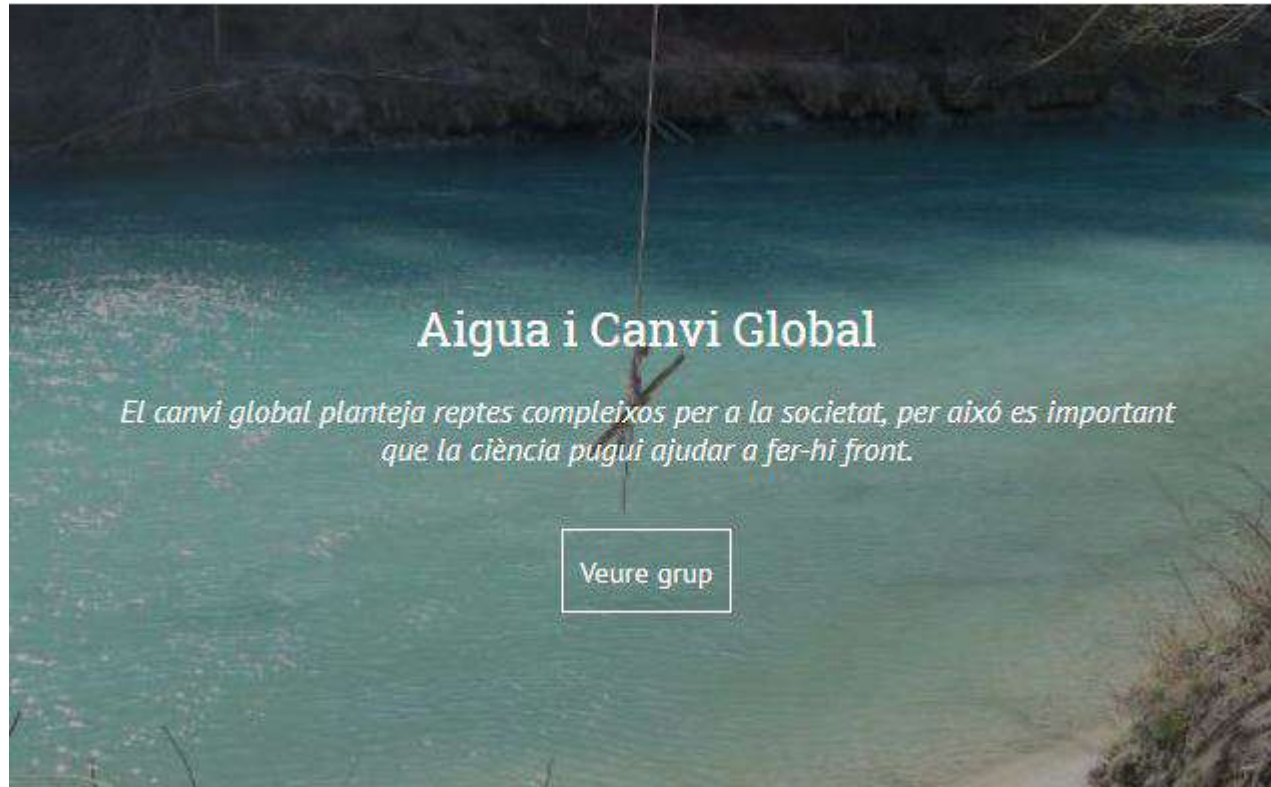 Aigua i Canvi Global
El canvi global planteja reptes compleixos per a la societat, per aixó es important
que la ciència pugui ajudar a fer-hi front.
Veure grup